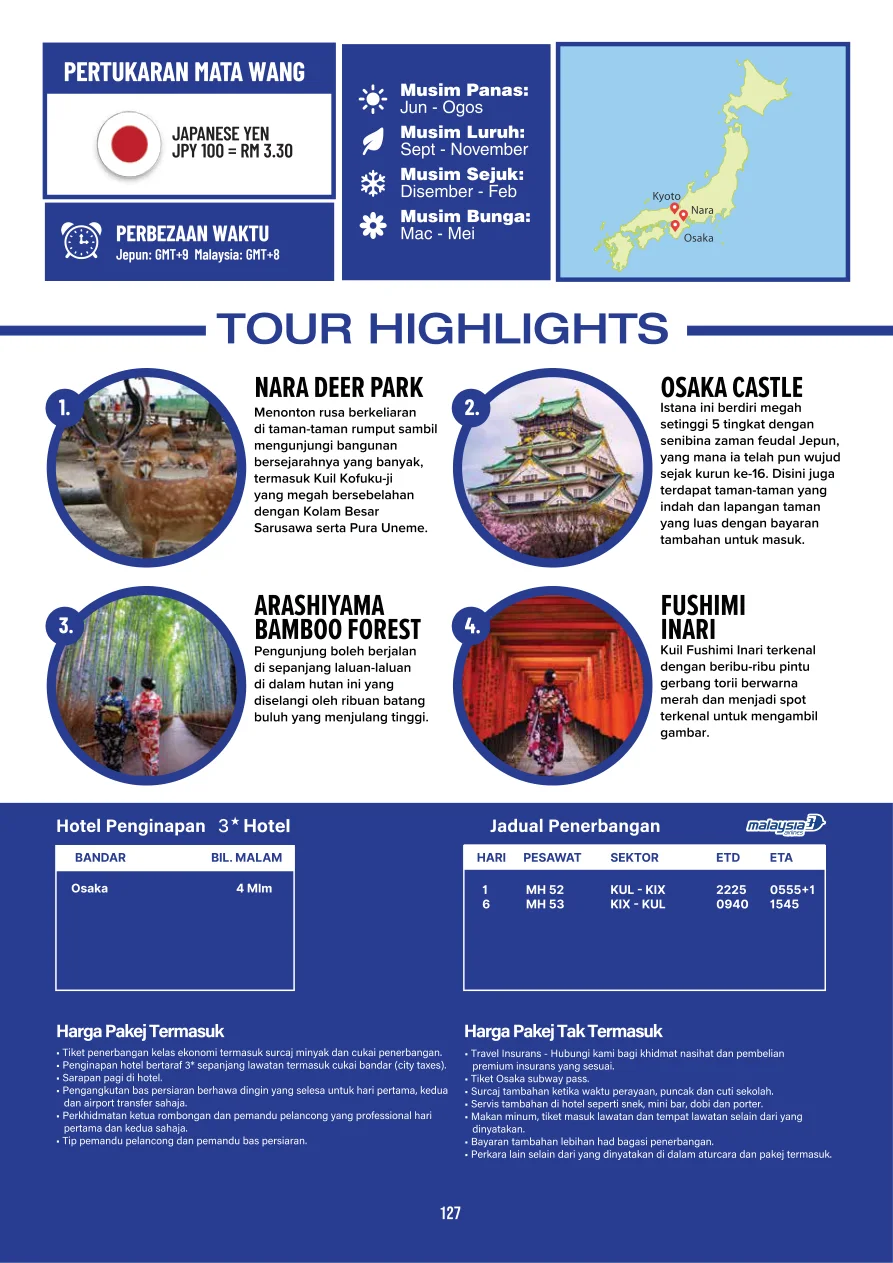 PERTUKARAN MATA WANG
JAPANESE YEN
JPY 100 = RM 3.30
PERBEZAAN WAKTU
Jepun: GMT+9 Malaysia: GMT+8
Musim Panas:
Jun - Ogos
Musim Luruh:
Sept - November
Musim Sejuk:
Disember - Feb
Musim Bunga:
Mac - Mei
Kyoto
Nara
Osaka
TOUR HIGHLIGHTS
1.
NARA DEER PARK
Menonton rusa berkeliaran
di taman-taman rumput sambil
mengunjungi bangunan
bersejarahnya yang banyak,
termasuk Kuil Kofuku-ji
yang megah bersebelahan
dengan Kolam Besar
Sarusawa serta Pura Uneme.
2.
OSAKA CASTLE
Istana ini berdiri megah
setinggi 5 tingkat dengan
senibina zaman feudal Jepun,
yang mana ia telah pun wujud
sejak kurun ke-16. Disini juga
terdapat taman-taman yang
indah dan lapangan taman
yang luas dengan bayaran
tambahan untuk masuk.
3.
ARASHIYAMA
BAMBOO FOREST
Pengunjung boleh berjalan
di sepanjang laluan-laluan
di dalam hutan ini yang
diselangi oleh ribuan batang
buluh yang menjulang tinggi.
4.
FUSHIMI
INARI
Kuil Fushimi Inari terkenal
dengan beribu-ribu pintu
gerbang torii berwarna
merah dan menjadi spot
terkenal untuk mengambil
gambar.
Hotel Penginapan 3★ Hotel
BANDAR BIL. MALAM
Osaka 4 Mlm
Jadual Penerbangan
malaysia airlines
HARI PESAWAT SEKTOR ETD ETA
1 MH 52 KUL - KIX 2225 0555+1
6 MH 53 KIX - KUL 0940 1545
Harga Pakej Termasuk
• Tiket penerbangan kelas ekonomi termasuk surcaj minyak dan cukai penerbangan.
• Penginapan hotel bertaraf 3* sepanjang lawatan termasuk cukai bandar (city taxes).
• Sarapan pagi di hotel.
• Pengangkutan bas persiaran berhawa dingin yang selesa untuk hari pertama, kedua
dan airport transfer sahaja.
• Perkhidmatan ketua rombongan dan pemandu pelancong yang professional hari
pertama dan kedua sahaja.
• Tip pemandu pelancong dan pemandu bas persiaran.
Harga Pakej Tak Termasuk
• Travel Insurans - Hubungi kami bagi khidmat nasihat dan pembelian
premium insurans yang sesuai.
• Tiket Osaka subway pass.
• Surcaj tambahan ketika waktu perayaan, puncak dan cuti sekolah.
• Servis tambahan di hotel seperti snek, mini bar, dobi dan porter.
• Makan minum, tiket masuk lawatan dan tempat lawatan selain dari yang
dinyatakan.
• Bayaran tambahan lebihan had bagasi penerbangan.
• Perkara lain selain dari yang dinyatakan di dalam aturcara dan pakej termasuk.
127